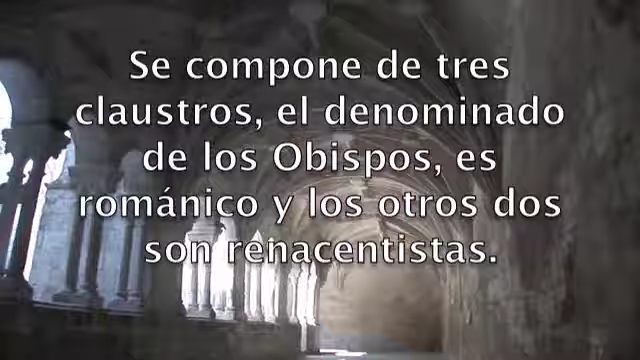 Se compone de tres
claustros, el denominado
de los Obispos, es
románico y los otros dos
son renacentistas.